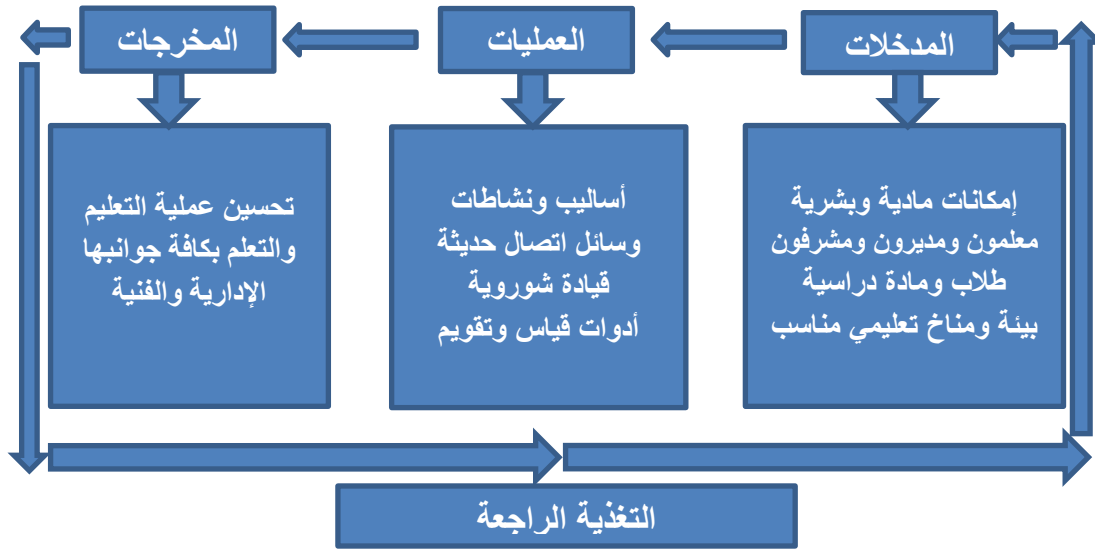 المدخلات
العمليات
المخرجات
إمكانات مادية وبشرية
معلمون ومديرون ومشرفون
طلاب ومادة دراسية
بيئة ومناخ تعليمي مناسب
أساليب ونشاطات
وسائل اتصال حديثة
قيادة شوروية
أدوات قياس وتقويم
تحسين عملية التعليم
والتعلم بكافة جوانبها
الإدارية والفنية
التغذية الراجعة